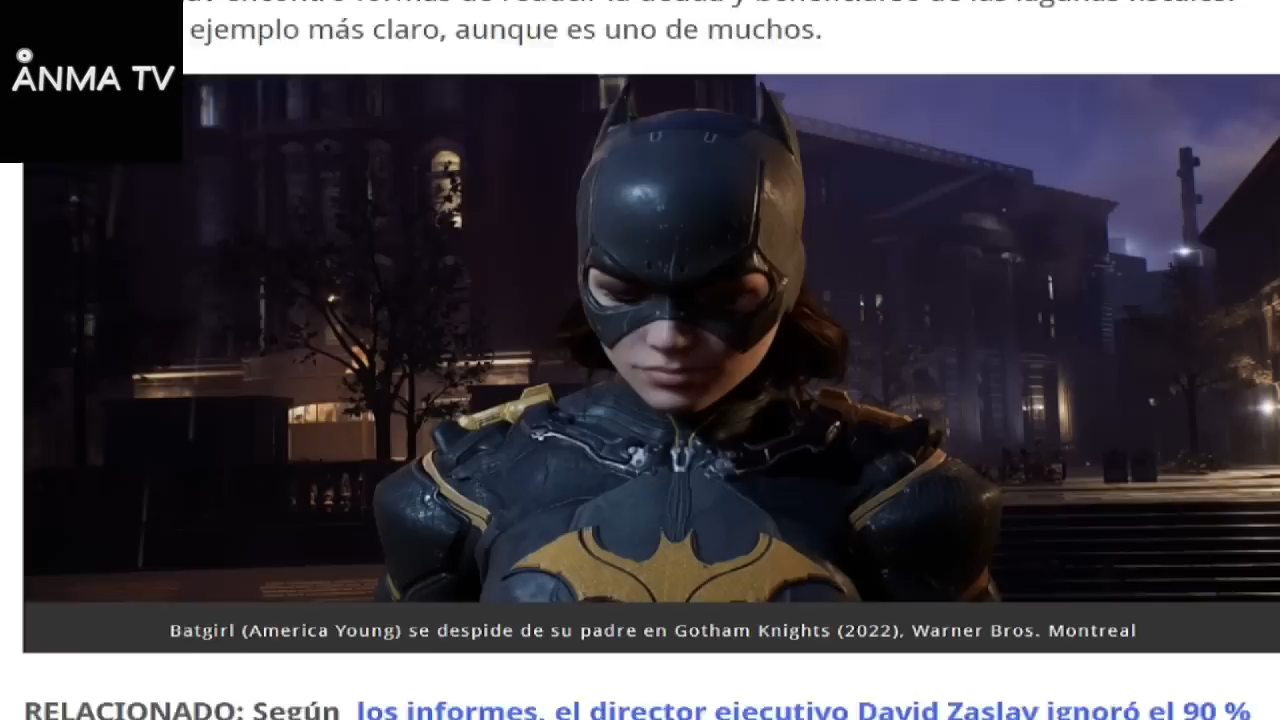 ejemplo más claro, aunque es uno de muchos.
ANMA TV
Batgirl (America Young) se despide de su padre en Gotham Knights (2022), Warner Bros. Montreal
RELACIONADO: Según los informes, el director ejecutivo David Zaslav ignoró el 90 %